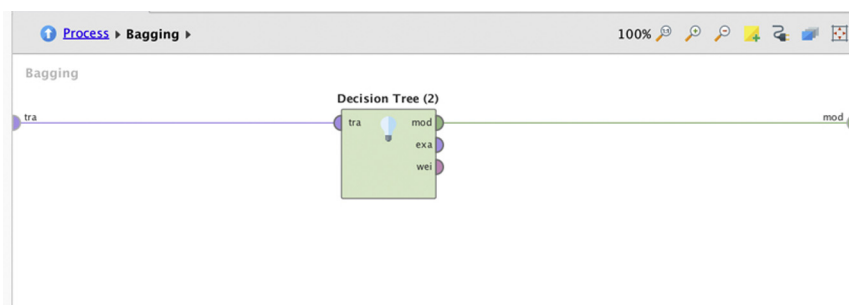 Process ▸ Bagging ▸
100%
Bagging
Decision Tree (2)
tra
tra
mod
mod
exa
wei